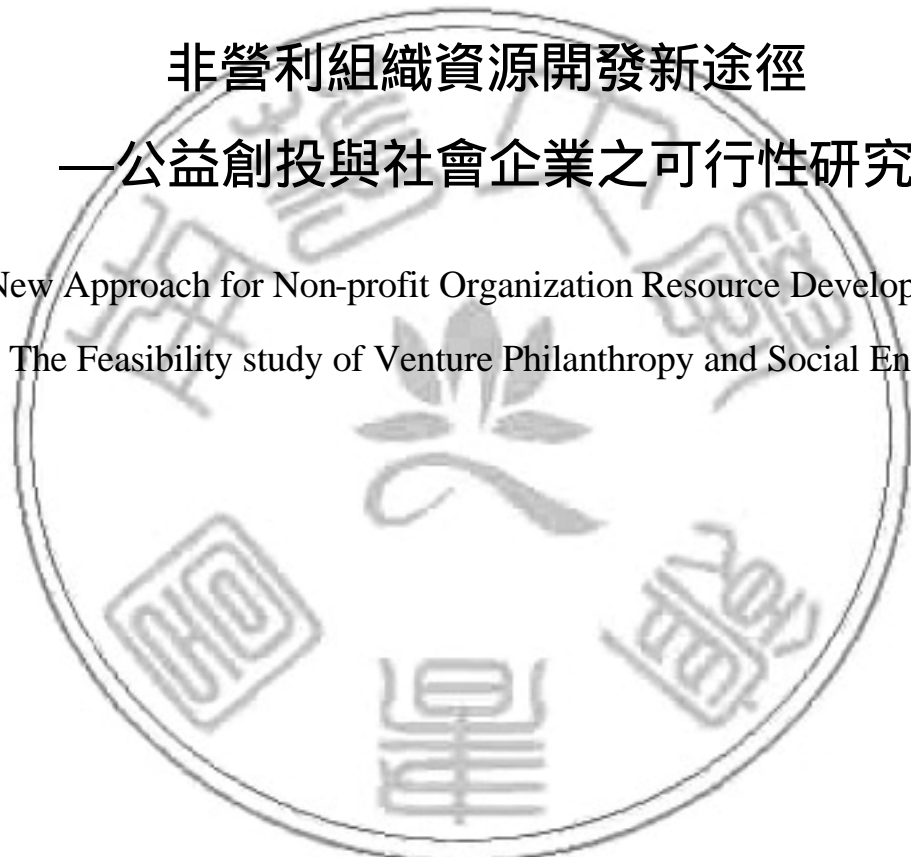 非營利組織資源開發新途徑
—公益創投與社會企業之可行性研究
New Approach for Non-profit Organization Resource Develop
The Feasibility study of Venture Philanthropy and Social En